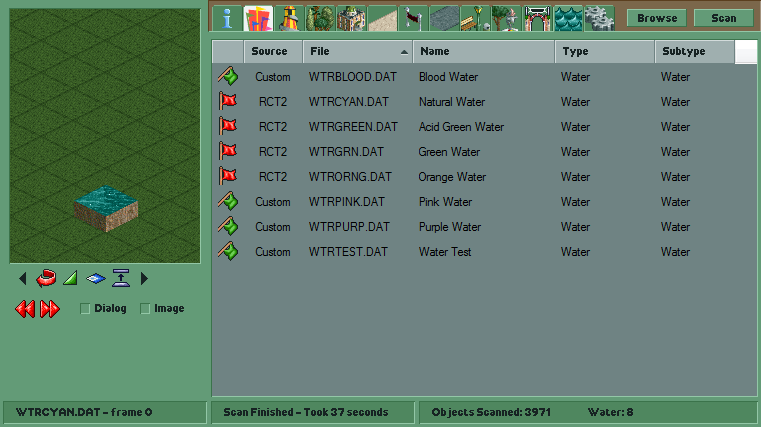 Browse Scan
Source File Name Type Subtype
Custom WTRBLOOD.DAT Blood Water Water Water
RCT2 WTRCYAN.DAT Natural Water Water Water
RCT2 WTRGREEN.DAT Acid Green Water Water Water
RCT2 WTRGRN.DAT Green Water Water Water
RCT2 WTRORNG.DAT Orange Water Water Water
Custom WTRPINK.DAT Pink Water Water Water
Custom WTRPURP.DAT Purple Water Water Water
Custom WTRTEST.DAT Water Test Water Water
Dialog Image
WTRCYAN.DAT - frame 0 Scan Finished - Took 37 seconds Objects Scanned: 3971 Water: 8